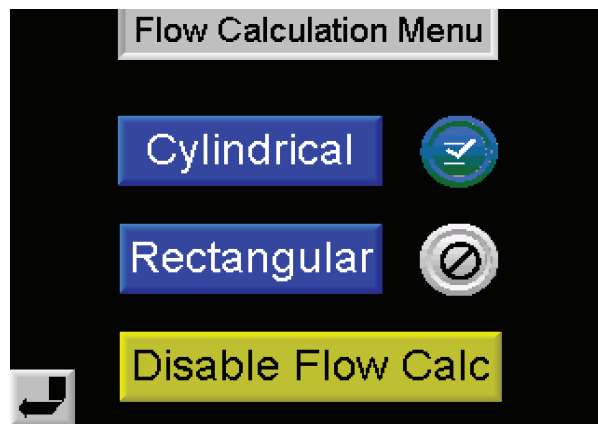 Flow Calculation Menu
Cylindrical
Rectangular
Disable Flow Calc